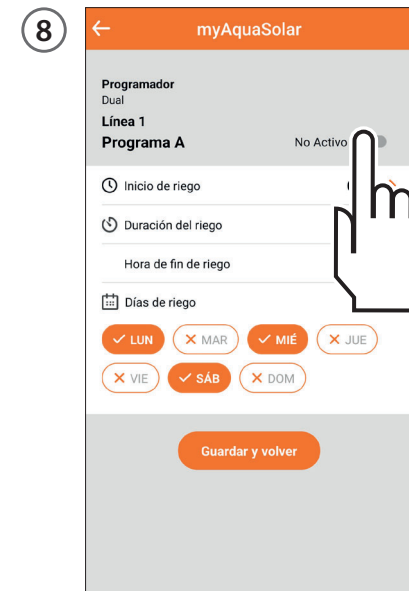 8
myAquaSolar
Programador
Dual
Línea 1
Programa A
No Activo
Inicio de riego
Duración del riego
Hora de fin de riego
Días de riego
LUN MAR MIÉ JUE
VIE SÁB DOM
Guardar y volver